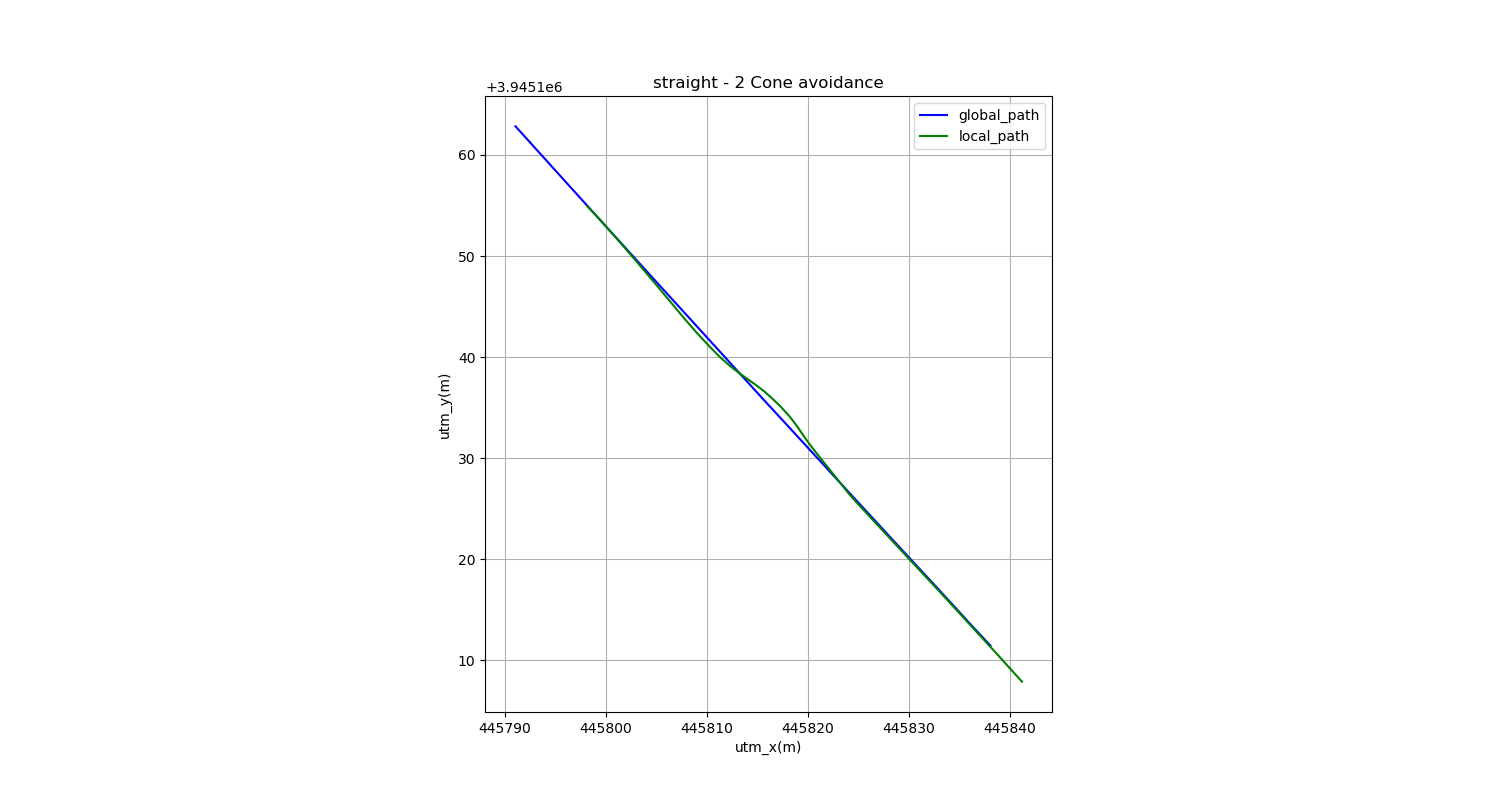 straight - 2 Cone avoidance
+3.9451e6
global_path
local_path
60
50
40
30
20
10
utm_y(m)
445790 445800 445810 445820 445830 445840
utm_x(m)